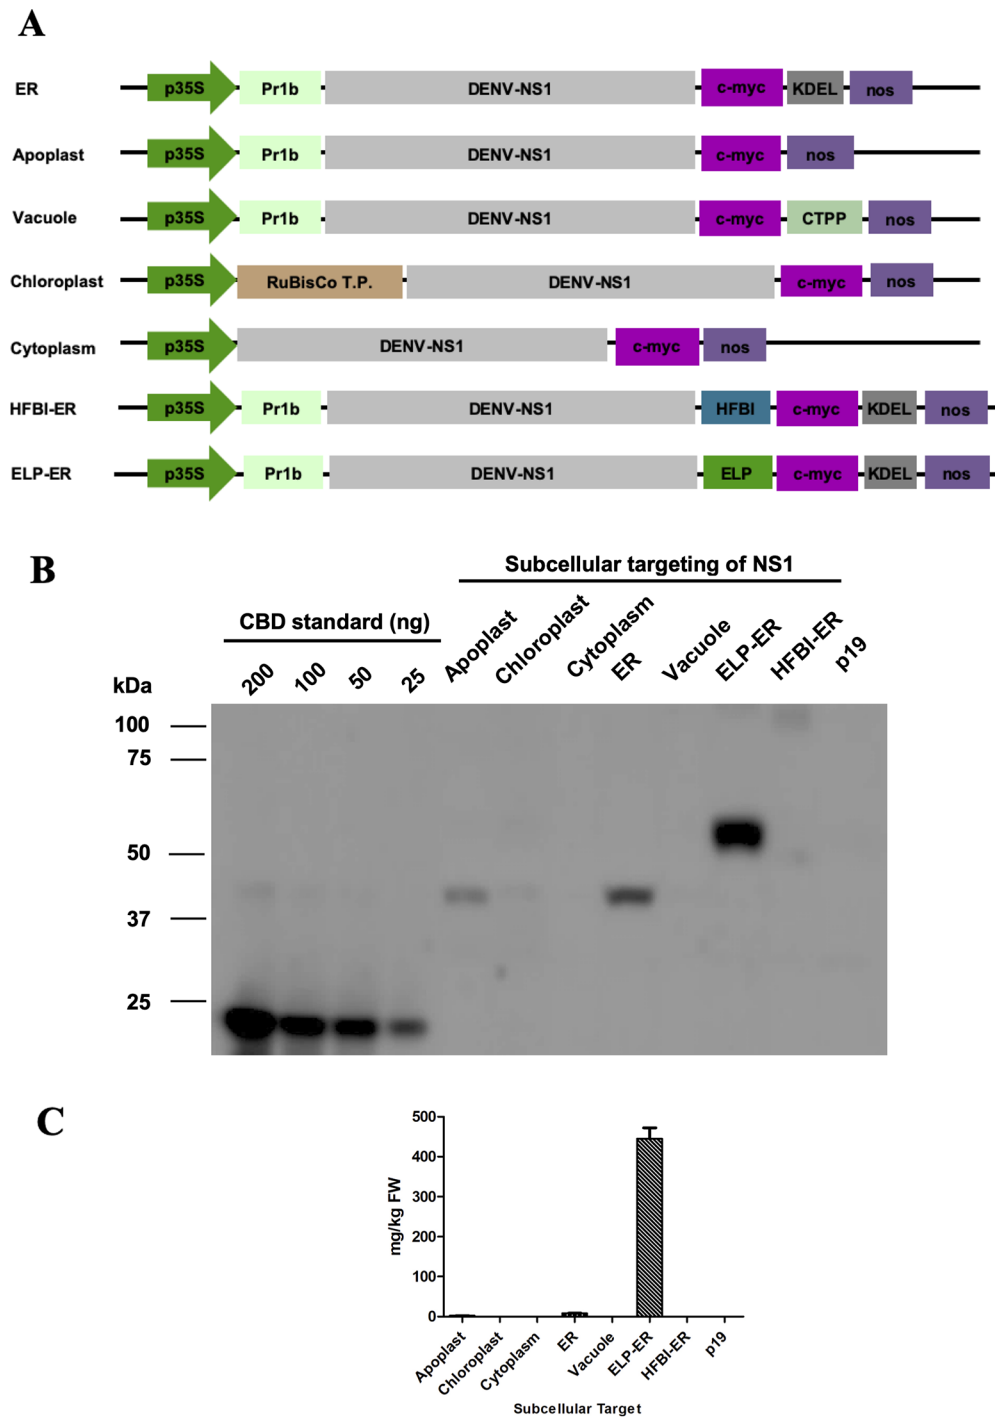 A
ER p35S Pr1b DENV-NS1 c-myc KDEL nos
Apoplast p35S Pr1b DENV-NS1 c-myc nos
Vacuole p35S Pr1b DENV-NS1 c-myc CTPP nos
Chloroplast p35S RuBisCo T.P. DENV-NS1 c-myc nos
Cytoplasm p35S DENV-NS1 c-myc nos
HFBI-ER p35S Pr1b DENV-NS1 HFBI c-myc KDEL nos
ELP-ER p35S Pr1b DENV-NS1 ELP c-myc KDEL nos
B
Subcellular targeting of NS1
CBD standard (ng)
kDa
200 100 50 25 Apoplast Chloroplast Cytoplasm ER Vacuole ELP-ER HFBI-ER p19
100
75
50
37
25
C
mg/kg FW
500
400
300
200
100
0
Apoplast Chloroplast Cytoplasm ER Vacuole ELP-ER HFBI-ER p19
Subcellular Target